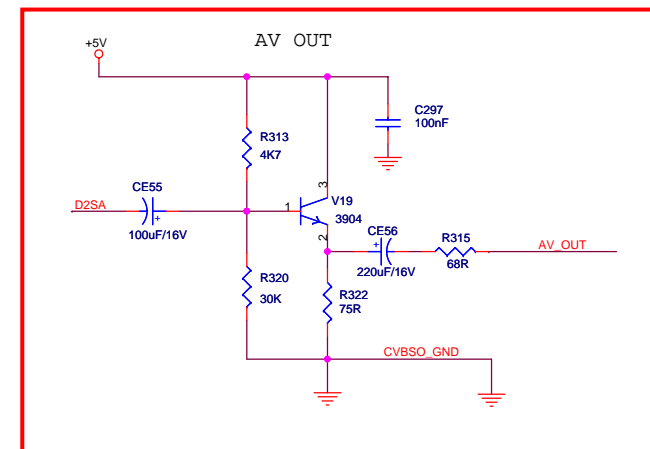 AV OUT
+5V
C297
100nF
R313
4K7
3
CE55
D2SA
1
V19
3904
+
100uF/16V
2
CE56
+
R315
AV_OUT
68R
220uF/16V
R320
30K
R322
75R
CVBSO_GND